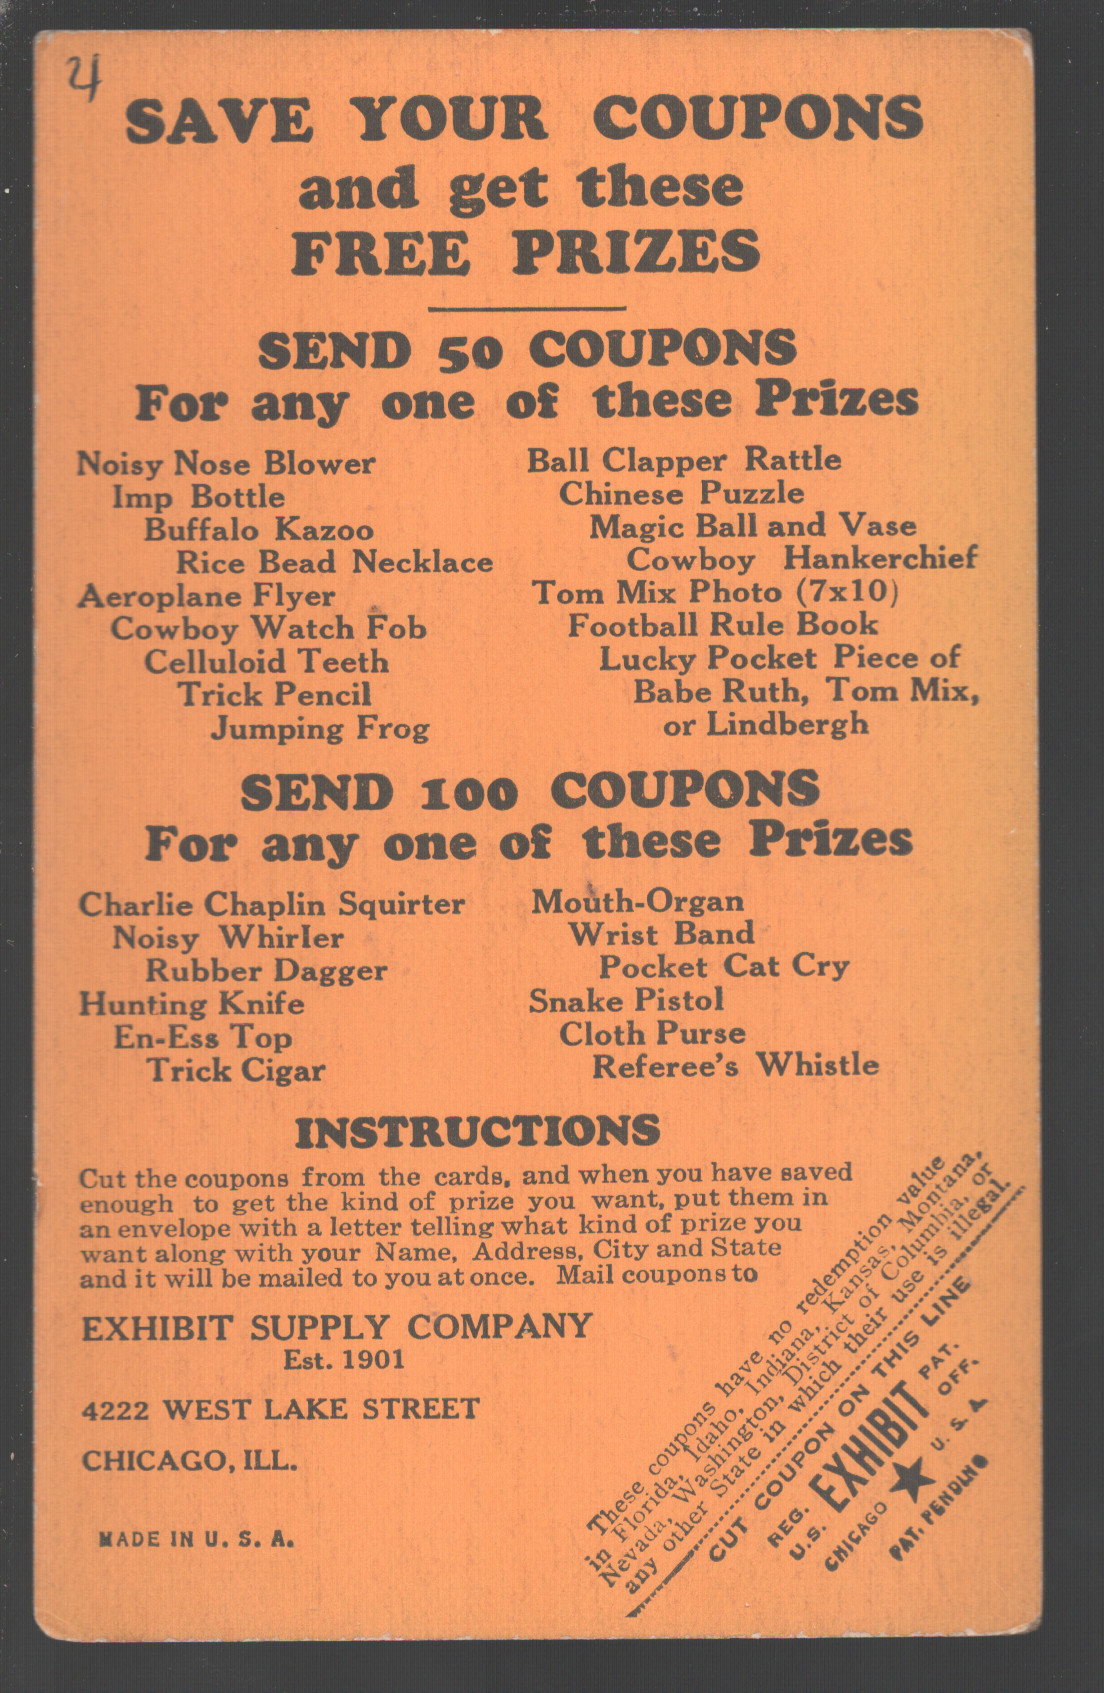 4
SAVE YOUR COUPONS
and get these
FREE PRIZES
SEND 50 COUPONS
For any one of these Prizes
Noisy Nose Blower
Imp Bottle
Buffalo Kazoo
Rice Bead Necklace
Aeroplane Flyer
Cowboy Watch Fob
Celluloid Teeth
Trick Pencil
Jumping Frog
Ball Clapper Rattle
Chinese Puzzle
Magic Ball and Vase
Cowboy Hankerchief
Tom Mix Photo (7x10)
Football Rule Book
Lucky Pocket Piece of
Babe Ruth, Tom Mix,
or Lindbergh
SEND 100 COUPONS
For any one of these Prizes
Charlie Chaplin Squirter
Noisy Whirler
Rubber Dagger
Hunting Knife
En-Ess Top
Trick Cigar
Mouth-Organ
Wrist Band
Pocket Cat Cry
Snake Pistol
Cloth Purse
Referee's Whistle
INSTRUCTIONS
Cut the coupons from the cards, and when you have saved
enough to get the kind of prize you want, put them in
an envelope with a letter telling what kind of prize you
want along with your Name, Address, City and State
and it will be mailed to you at once. Mail coupons to
EXHIBIT SUPPLY COMPANY
Est. 1901
4222 WEST LAKE STREET
CHICAGO, ILL.
MADE IN U. S. A.
These coupons have no redemption value
in Florida, Idaho, Indiana, Kansas, Montana,
Nevada, Washington, District of Columbia, or
any other State in which their use is illegal.
CUT COUPON ON THIS LINE
REG. EXHIBIT PAT.
U.S. OFF.
CHICAGO U. S. A
PAT. PENDING